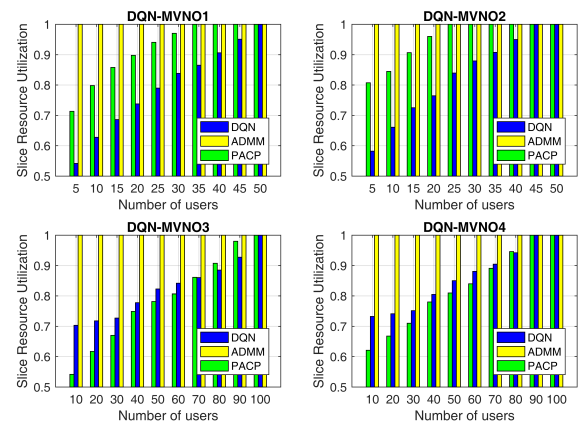 DQN-MVNO1
Slice Resource Utilization
1
0.9
0.8
0.7
0.6
0.5
DQN
ADMM
PACP
5 10 15 20 25 30 35 40 45 50
Number of users
DQN-MVNO2
Slice Resource Utilization
1
0.9
0.8
0.7
0.6
0.5
DQN
ADMM
PACP
5 10 15 20 25 30 35 40 45 50
Number of users
DQN-MVNO3
Slice Resource Utilization
1
0.9
0.8
0.7
0.6
0.5
DQN
ADMM
PACP
10 20 30 40 50 60 70 80 90 100
Number of users
DQN-MVNO4
Slice Resource Utilization
1
0.9
0.8
0.7
0.6
0.5
DQN
ADMM
PACP
10 20 30 40 50 60 70 80 90 100
Number of users